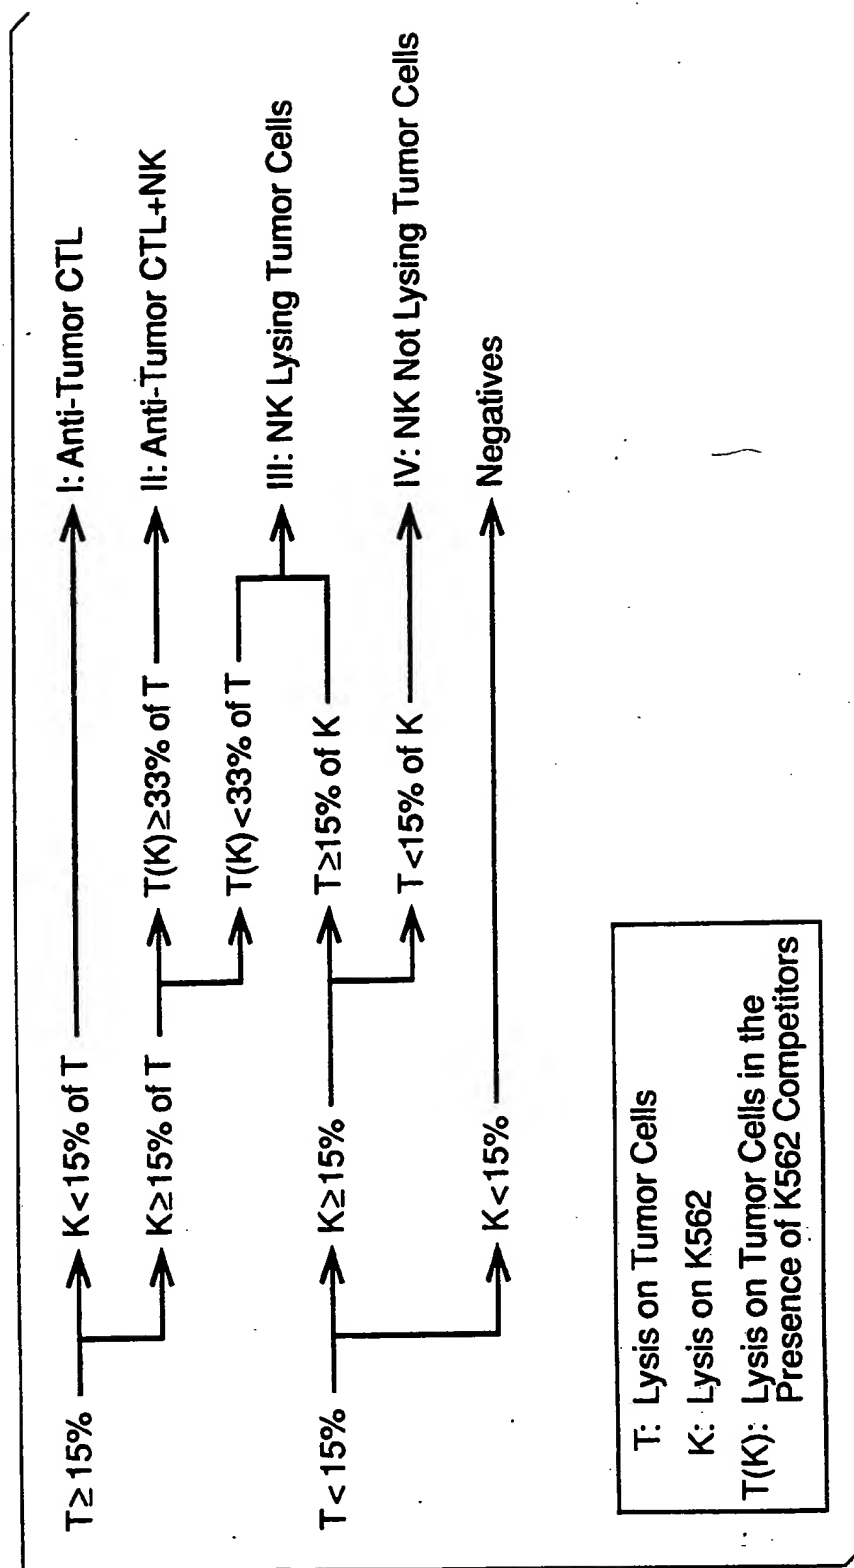 T≥15%
K<15% of T
I: Anti-Tumor CTL
K≥15% of T
T(K)≥33% of T
II: Anti-Tumor CTL+NK
T(K)<33% of T
III: NK Lysing Tumor Cells
T<15%
K≥15%
T≥15% of K
T<15% of K
IV: NK Not Lysing Tumor Cells
K<15%
Negatives
T: Lysis on Tumor Cells
K: Lysis on K562
T(K): Lysis on Tumor Cells in the
Presence of K562 Competitors